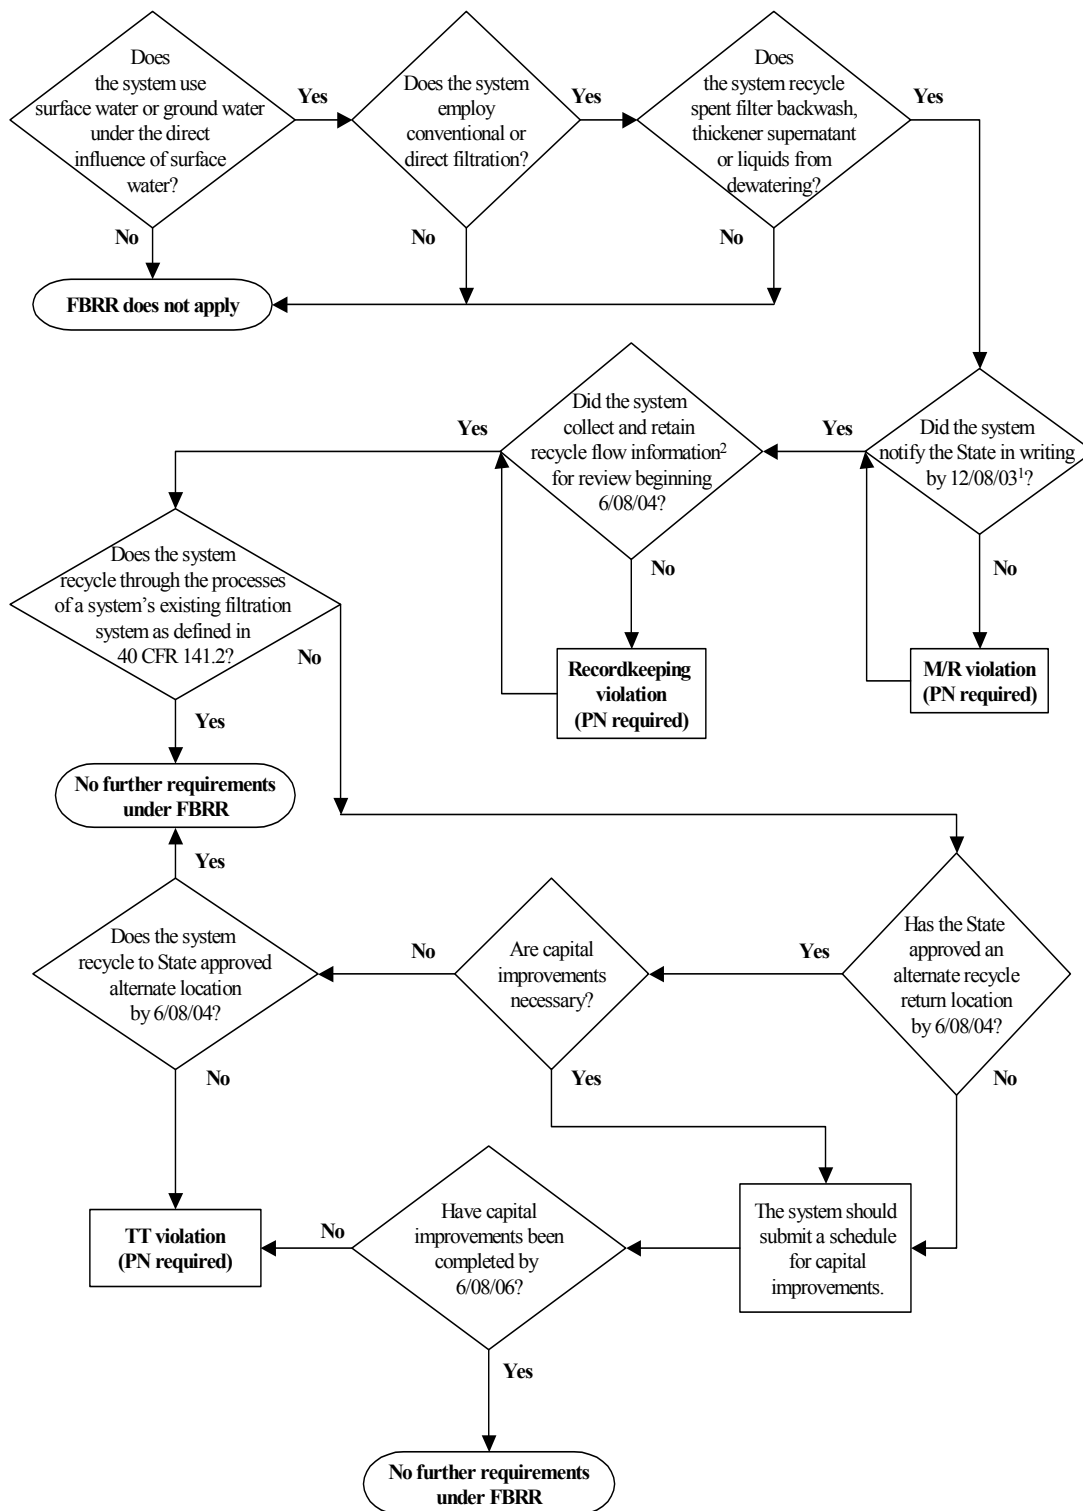 Does
the system use
surface water or ground water
under the direct
influence of surface
water?
Yes
No
Does the system
employ
conventional or
direct filtration?
Yes
No
Does
the system recycle
spent filter backwash,
thickener supernatant
or liquids from
dewatering?
Yes
No
FBRR does not apply
Did the system
notify the State in writing
by 12/08/03¹?
Yes
No
M/R violation
(PN required)
Did the system
collect and retain
recycle flow information²
for review beginning
6/08/04?
Yes
No
Recordkeeping
violation
(PN required)
Does the system
recycle through the processes
of a system’s existing filtration
system as defined in
40 CFR 141.2?
No
Yes
No further requirements
under FBRR
Yes
Has the State
approved an
alternate recycle
return location
by 6/08/04?
Yes
No
Are capital
improvements
necessary?
No
Yes
Does the system
recycle to State approved
alternate location
by 6/08/04?
No
The system should
submit a schedule
for capital
improvements.
Have capital
improvements been
completed by
6/08/06?
No
Yes
TT violation
(PN required)
No further requirements
under FBRR